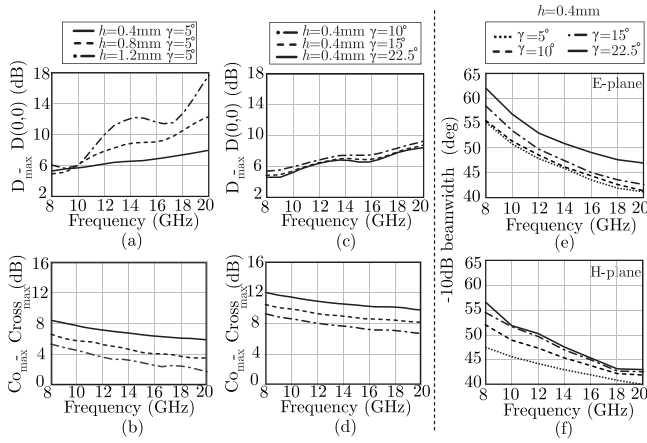 h=0.4mm γ=5°
h=0.8mm γ=5°
h=1.2mm γ=5°
D_max- D(0,0) (dB)
18
14
10
6
2
8 10 12 14 16 18 20
Frequency (GHz)
(a)
h=0.4mm γ=10°
h=0.4mm γ=15°
h=0.4mm γ=22.5°
D_max- D(0,0) (dB)
18
14
10
6
2
8 10 12 14 16 18 20
Frequency (GHz)
(c)
Co_max- Cross_max (dB)
16
12
8
4
0
8 10 12 14 16 18 20
Frequency (GHz)
(b)
Co_max- Cross_max (dB)
16
12
8
4
0
8 10 12 14 16 18 20
Frequency (GHz)
(d)
h=0.4mm
γ=5° γ=15°
γ=10° γ=22.5°
-10dB beamwidth (deg)
E-plane
65
60
55
50
45
40
8 10 12 14 16 18 20
Frequency (GHz)
(e)
H-plane
65
60
55
50
45
40
8 10 12 14 16 18 20
Frequency (GHz)
(f)